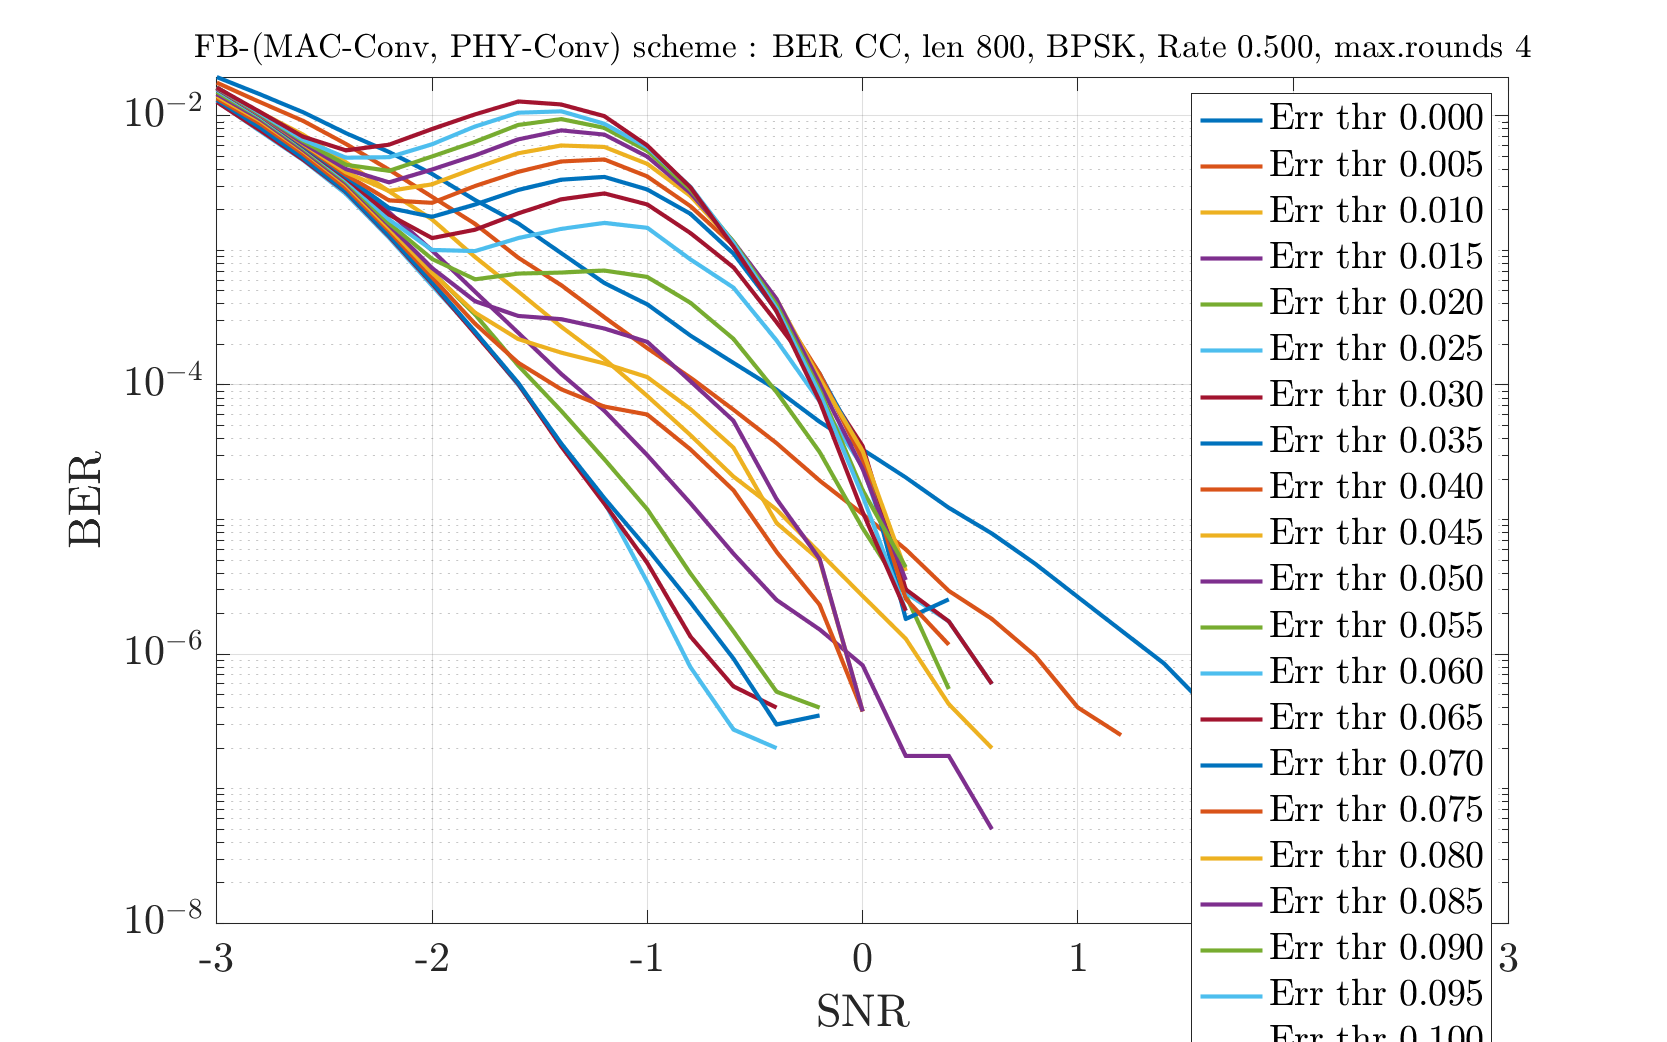 FB-(MAC-Conv, PHY-Conv) scheme : BER CC, len 800, BPSK, Rate 0.500, max.rounds 4
10−2
10−4
10−6
10−8
BER
-3 -2 -1 0 1 3
SNR
Err thr 0.000
Err thr 0.005
Err thr 0.010
Err thr 0.015
Err thr 0.020
Err thr 0.025
Err thr 0.030
Err thr 0.035
Err thr 0.040
Err thr 0.045
Err thr 0.050
Err thr 0.055
Err thr 0.060
Err thr 0.065
Err thr 0.070
Err thr 0.075
Err thr 0.080
Err thr 0.085
Err thr 0.090
Err thr 0.095
Err thr 0.100